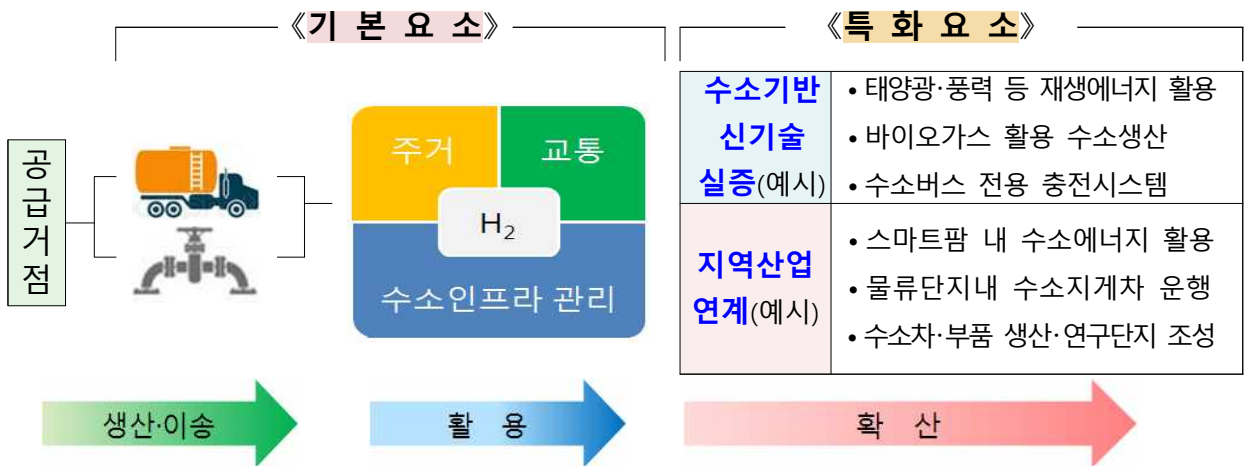 《기 본 요 소》
공급거점
주거
교통
H₂
수소인프라 관리
《특 화 요 소》
수소기반
신기술
실증(예시)
• 태양광·풍력 등 재생에너지 활용
• 바이오가스 활용 수소생산
• 수소버스 전용 충전시스템
지역산업
연계(예시)
• 스마트팜 내 수소에너지 활용
• 물류단지내 수소지게차 운행
• 수소차·부품 생산·연구단지 조성
생산·이송
활 용
확 산